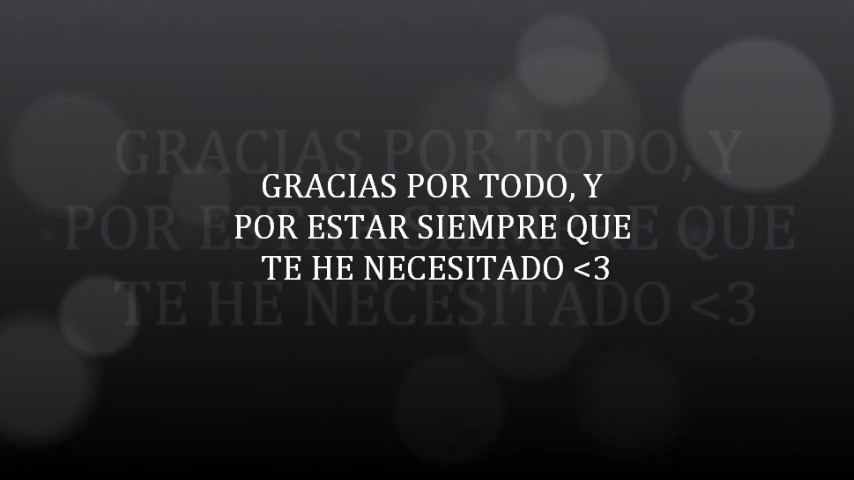 GRACIAS POR TODO, Y
POR ESTAR SIEMPRE QUE
TE HE NECESITADO <3